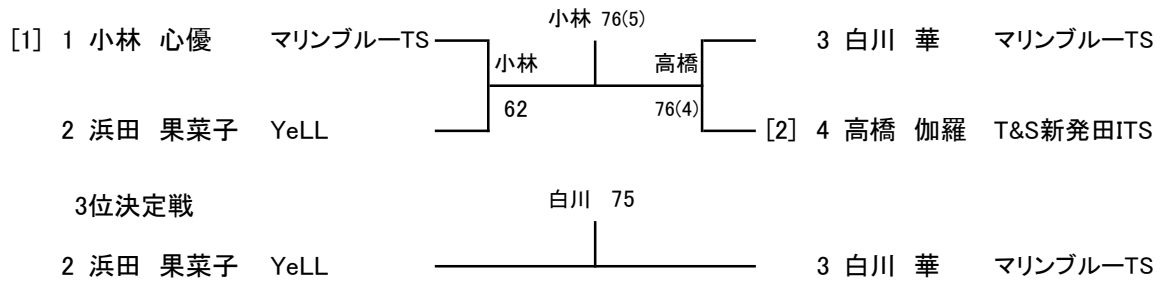 小林 76(5)
[1] 1 小林 心優 マリンブルーTS 3 白川 華 マリンブルーTS
小林 高橋
62 76(4)
2 浜田 果菜子 YeLL [2] 4 高橋 伽羅 T&S新発田ITS
3位決定戦 白川 75
2 浜田 果菜子 YeLL 3 白川 華 マリンブルーTS